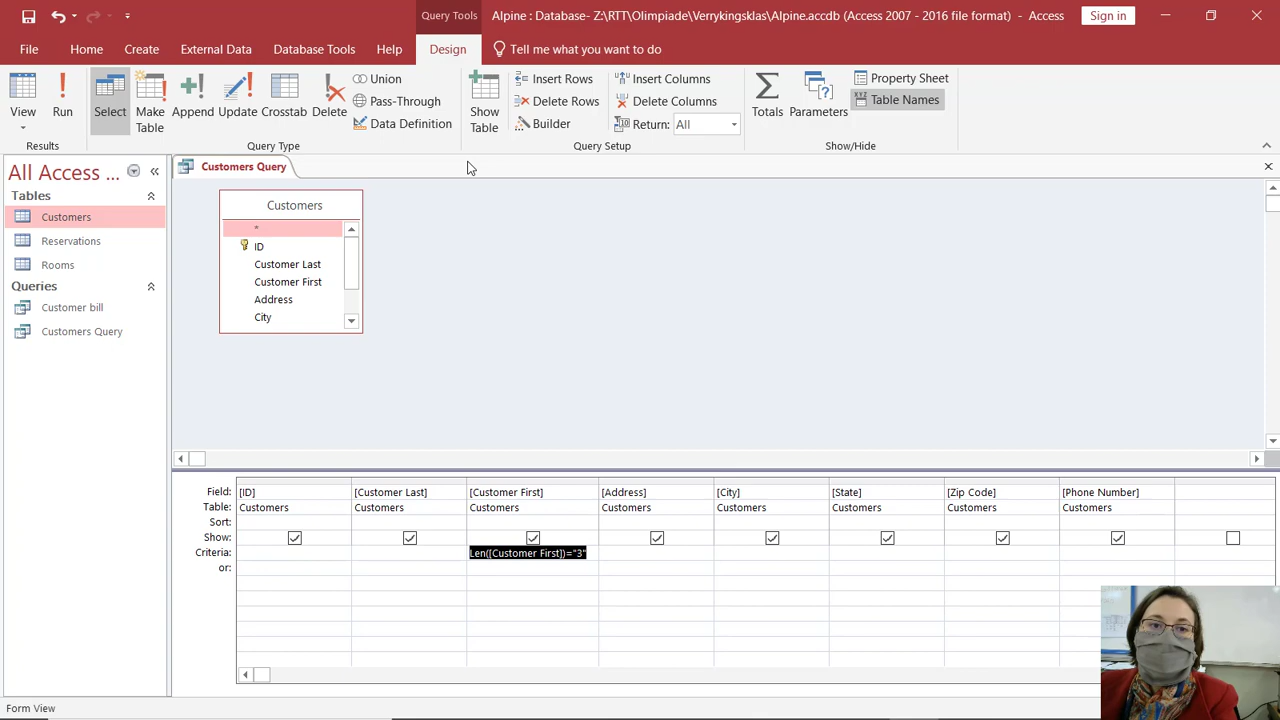 Query Tools
Alpine : Database- Z:\RTT\Olimpiade\Verrykingsklas\Alpine.accdb (Access 2007 - 2016 file format) - Access
Sign in
File Home Create External Data Database Tools Help Design Tell me what you want to do
View
Run
Select
Make Table
Append
Update
Crosstab
Delete
Union
Pass-Through
Data Definition
Show Table
Insert Rows
Delete Rows
Builder
Insert Columns
Delete Columns
Return: All
Totals
Parameters
Property Sheet
XYZ Table Names
Results
Query Type
Query Setup
Show/Hide
All Access ...
Tables
Customers
Reservations
Rooms
Queries
Customer bill
Customers Query
Customers Query
Customers
*
ID
Customer Last
Customer First
Address
City
Field: [ID] [Customer Last] [Customer First] [Address] [City] [State] [Zip Code] [Phone Number]
Table: Customers Customers Customers Customers Customers Customers Customers Customers
Sort:
Show:
Criteria: Len([Customer First])="3"
or:
Form View